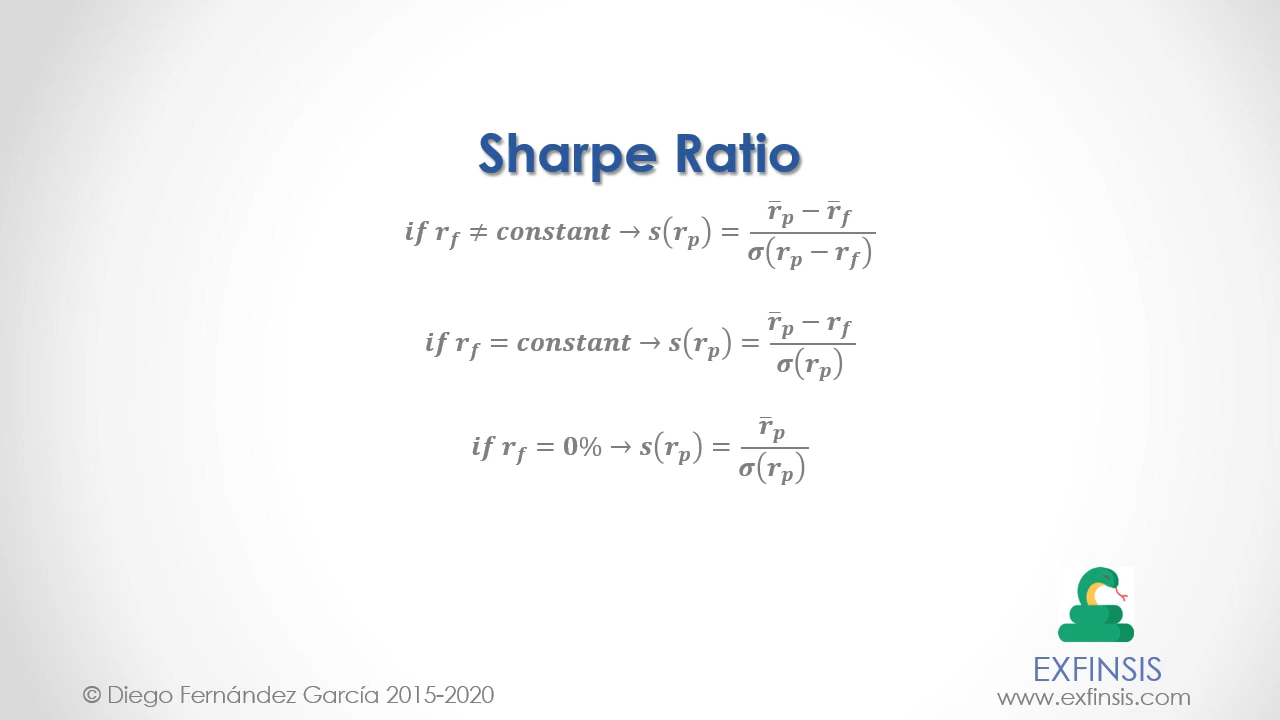 Sharpe Ratio
if r_f ≠ constant → s(r_p) = (r̄_p − r̄_f) / σ(r_p − r_f)
if r_f = constant → s(r_p) = (r̄_p − r_f) / σ(r_p)
if r_f = 0% → s(r_p) = r̄_p / σ(r_p)
EXFINSIS
© Diego Fernández García 2015-2020
www.exfinsis.com